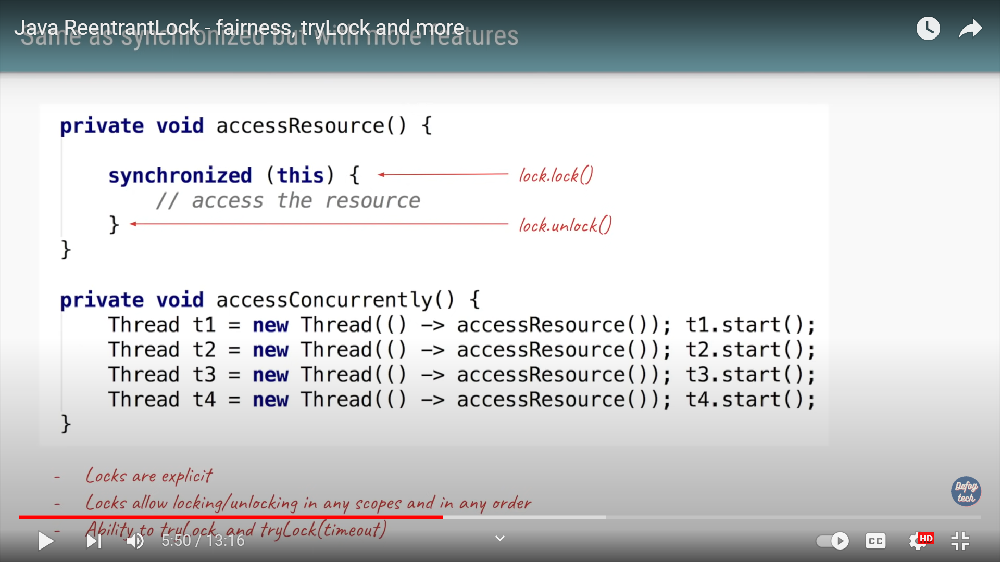 Java ReentrantLock - fairness, tryLock and more
Same as synchronized but with more features
private void accessResource() {
synchronized (this) {
lock.lock()
// access the resource
}
lock.unlock()
}
private void accessConcurrently() {
Thread t1 = new Thread(() -> accessResource()); t1.start();
Thread t2 = new Thread(() -> accessResource()); t2.start();
Thread t3 = new Thread(() -> accessResource()); t3.start();
Thread t4 = new Thread(() -> accessResource()); t4.start();
}
- Locks are explicit
- Locks allow locking/unlocking in any scopes and in any order
- Ability to tryLock and tryLock(timeout)
Defog
tech
5:50 / 13:16
CC
HD